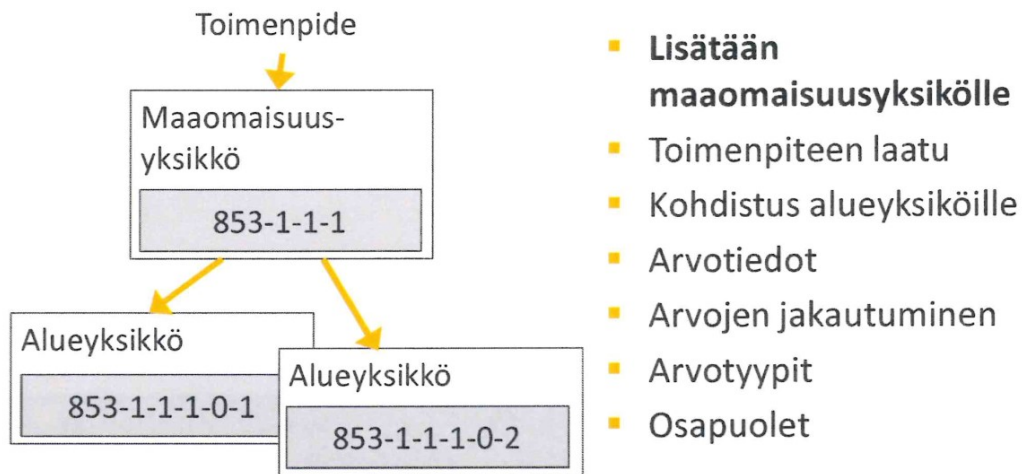 Toimenpide
Maaomaisuus-
yksikkö
853-1-1-1
Alueyksikkö
853-1-1-1-0-1
Alueyksikkö
853-1-1-1-0-2
▪ Lisätään
maaomaisuusyksikölle
▪ Toimenpiteen laatu
▪ Kohdistus alueyksiköille
▪ Arvotiedot
▪ Arvojen jakautuminen
▪ Arvotyypit
▪ Osapuolet